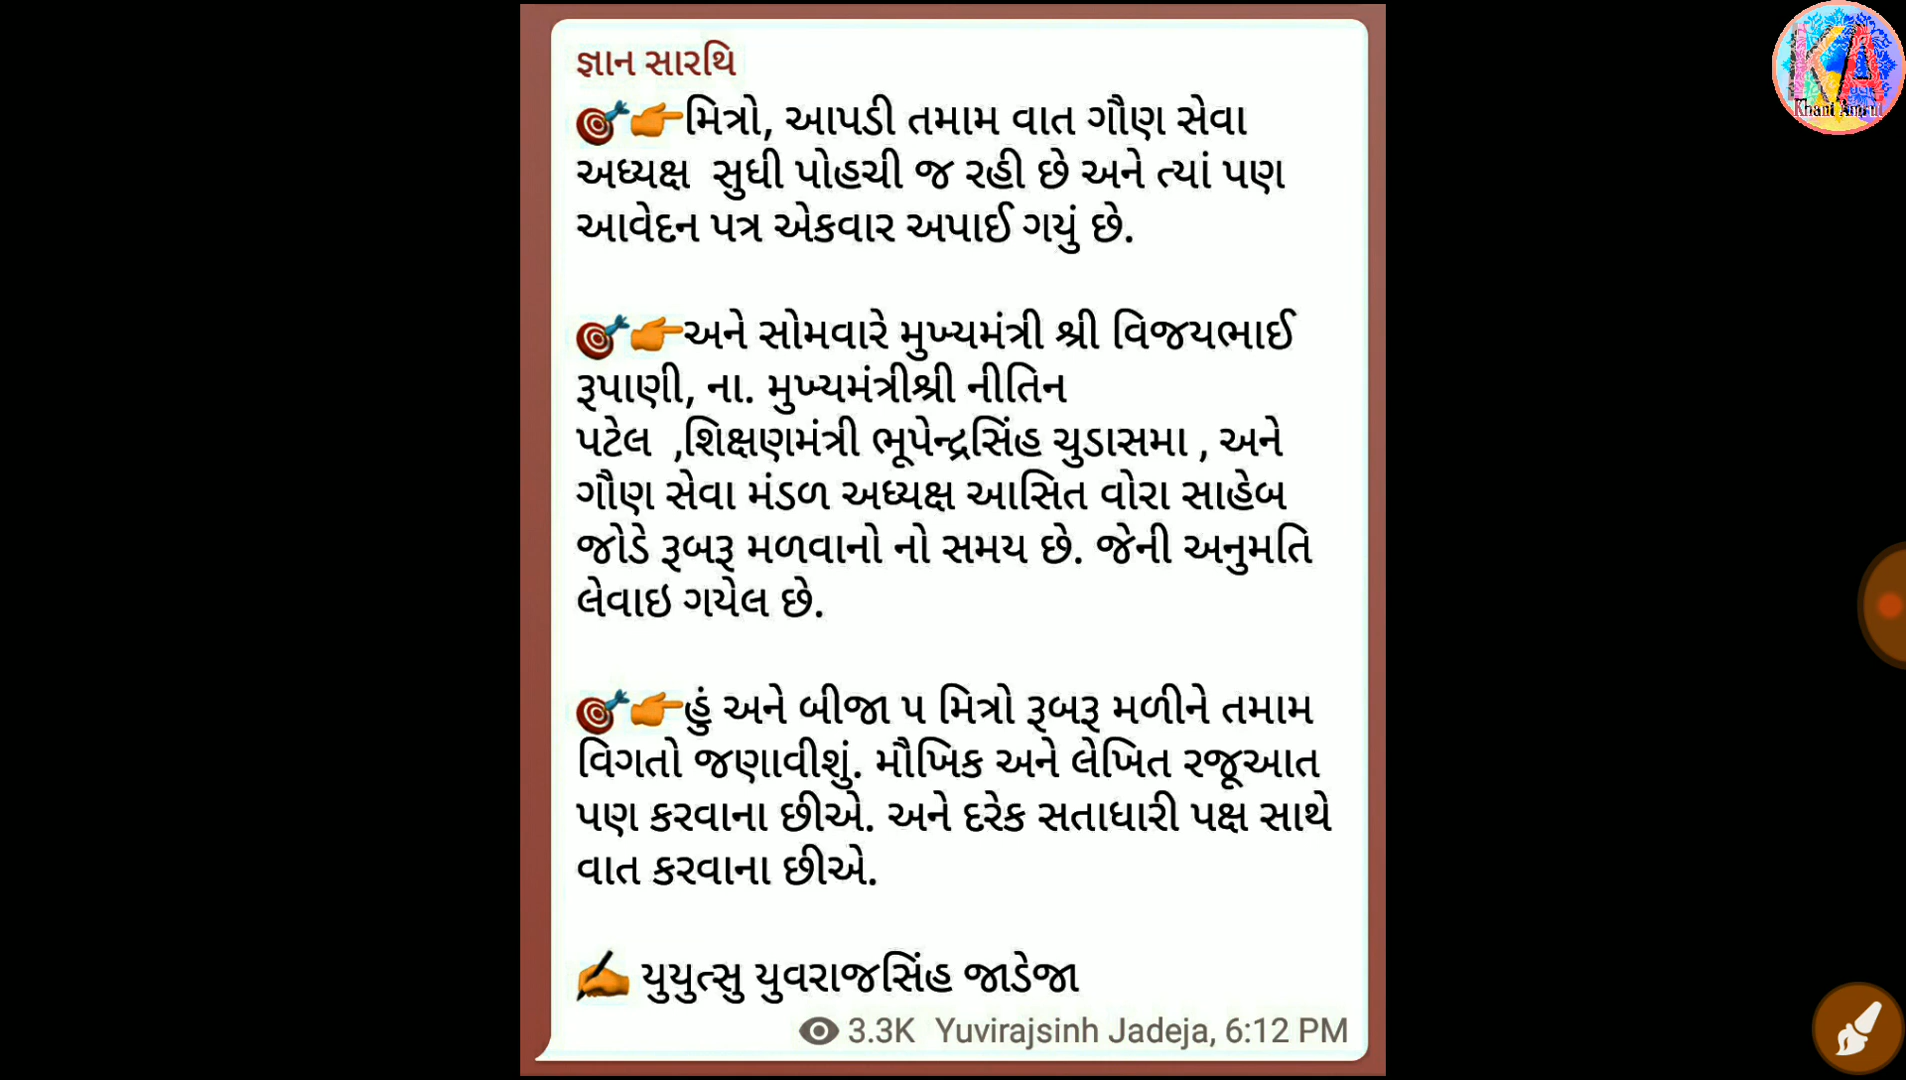 જ્ઞાન સારથિ
🎯👉મિત્રો, આપડી તમામ વાત ગૌણ સેવા
અધ્યક્ષ  સુધી પોહચી જ રહી છે અને ત્યાં પણ
આવેદન પત્ર એકવાર અપાઈ ગયું છે.
🎯👉અને સોમવારે મુખ્યમંત્રી શ્રી વિજયભાઈ
રૂપાણી, ના. મુખ્યમંત્રીશ્રી નીતિન
પટેલ  ,શિક્ષણમંત્રી ભૂપેન્દ્રસિંહ ચુડાસમા , અને
ગૌણ સેવા મંડળ અધ્યક્ષ આસિત વોરા સાહેબ
જોડે રૂબરૂ મળવાનો નો સમય છે. જેની અનુમતિ
લેવાઇ ગયેલ છે.
🎯👉હું અને બીજા ૫ મિત્રો રૂબરૂ મળીને તમામ
વિગતો જણાવીશું. મૌખિક અને લેખિત રજૂઆત
પણ કરવાના છીએ. અને દરેક સતાધારી પક્ષ સાથે
વાત કરવાના છીએ.
✍ યુયુત્સુ યુવરાજસિંહ જાડેજા
3.3K Yuvirajsinh Jadeja, 6:12 PM
KA